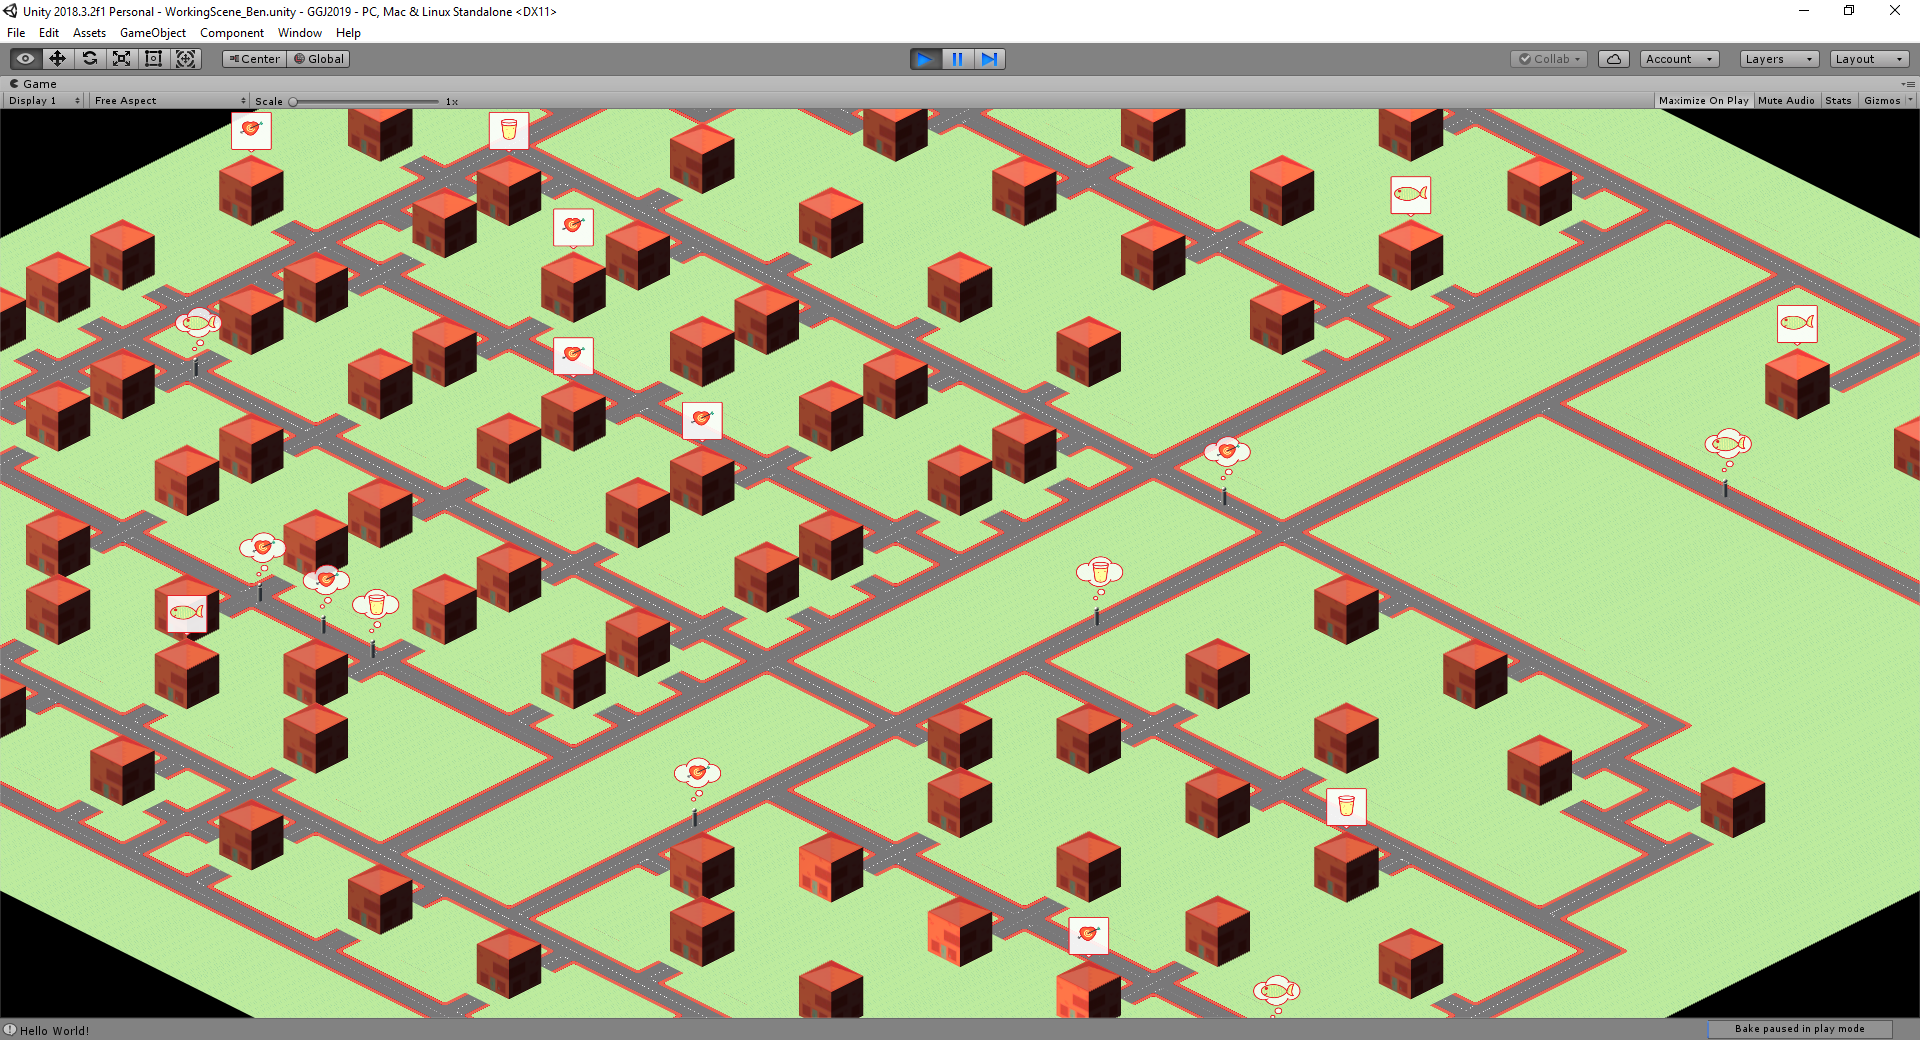 Unity 2018.3.2f1 Personal - WorkingScene_Ben.unity - GGJ2019 - PC, Mac & Linux Standalone <DX11>
File Edit Assets GameObject Component Window Help
Center Global Collab Account Layers Layout
Game
Display 1 Free Aspect Scale 1x Maximize On Play Mute Audio Stats Gizmos
Hello World! Bake paused in play mode